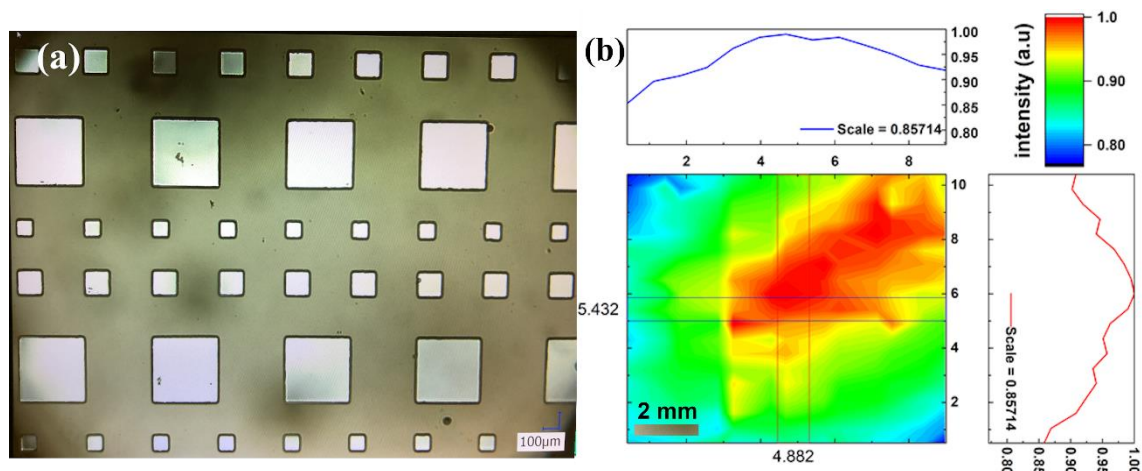 (a)
100μm
(b)
1.00
0.95
0.90
0.85
0.80
Scale = 0.85714
2 4 6 8
intensity (a.u)
1.0
0.90
0.80
10
8
6
4
2
5.432
4.882
2 mm
Scale = 0.85714
0.80 0.85 0.90 0.95 1.00